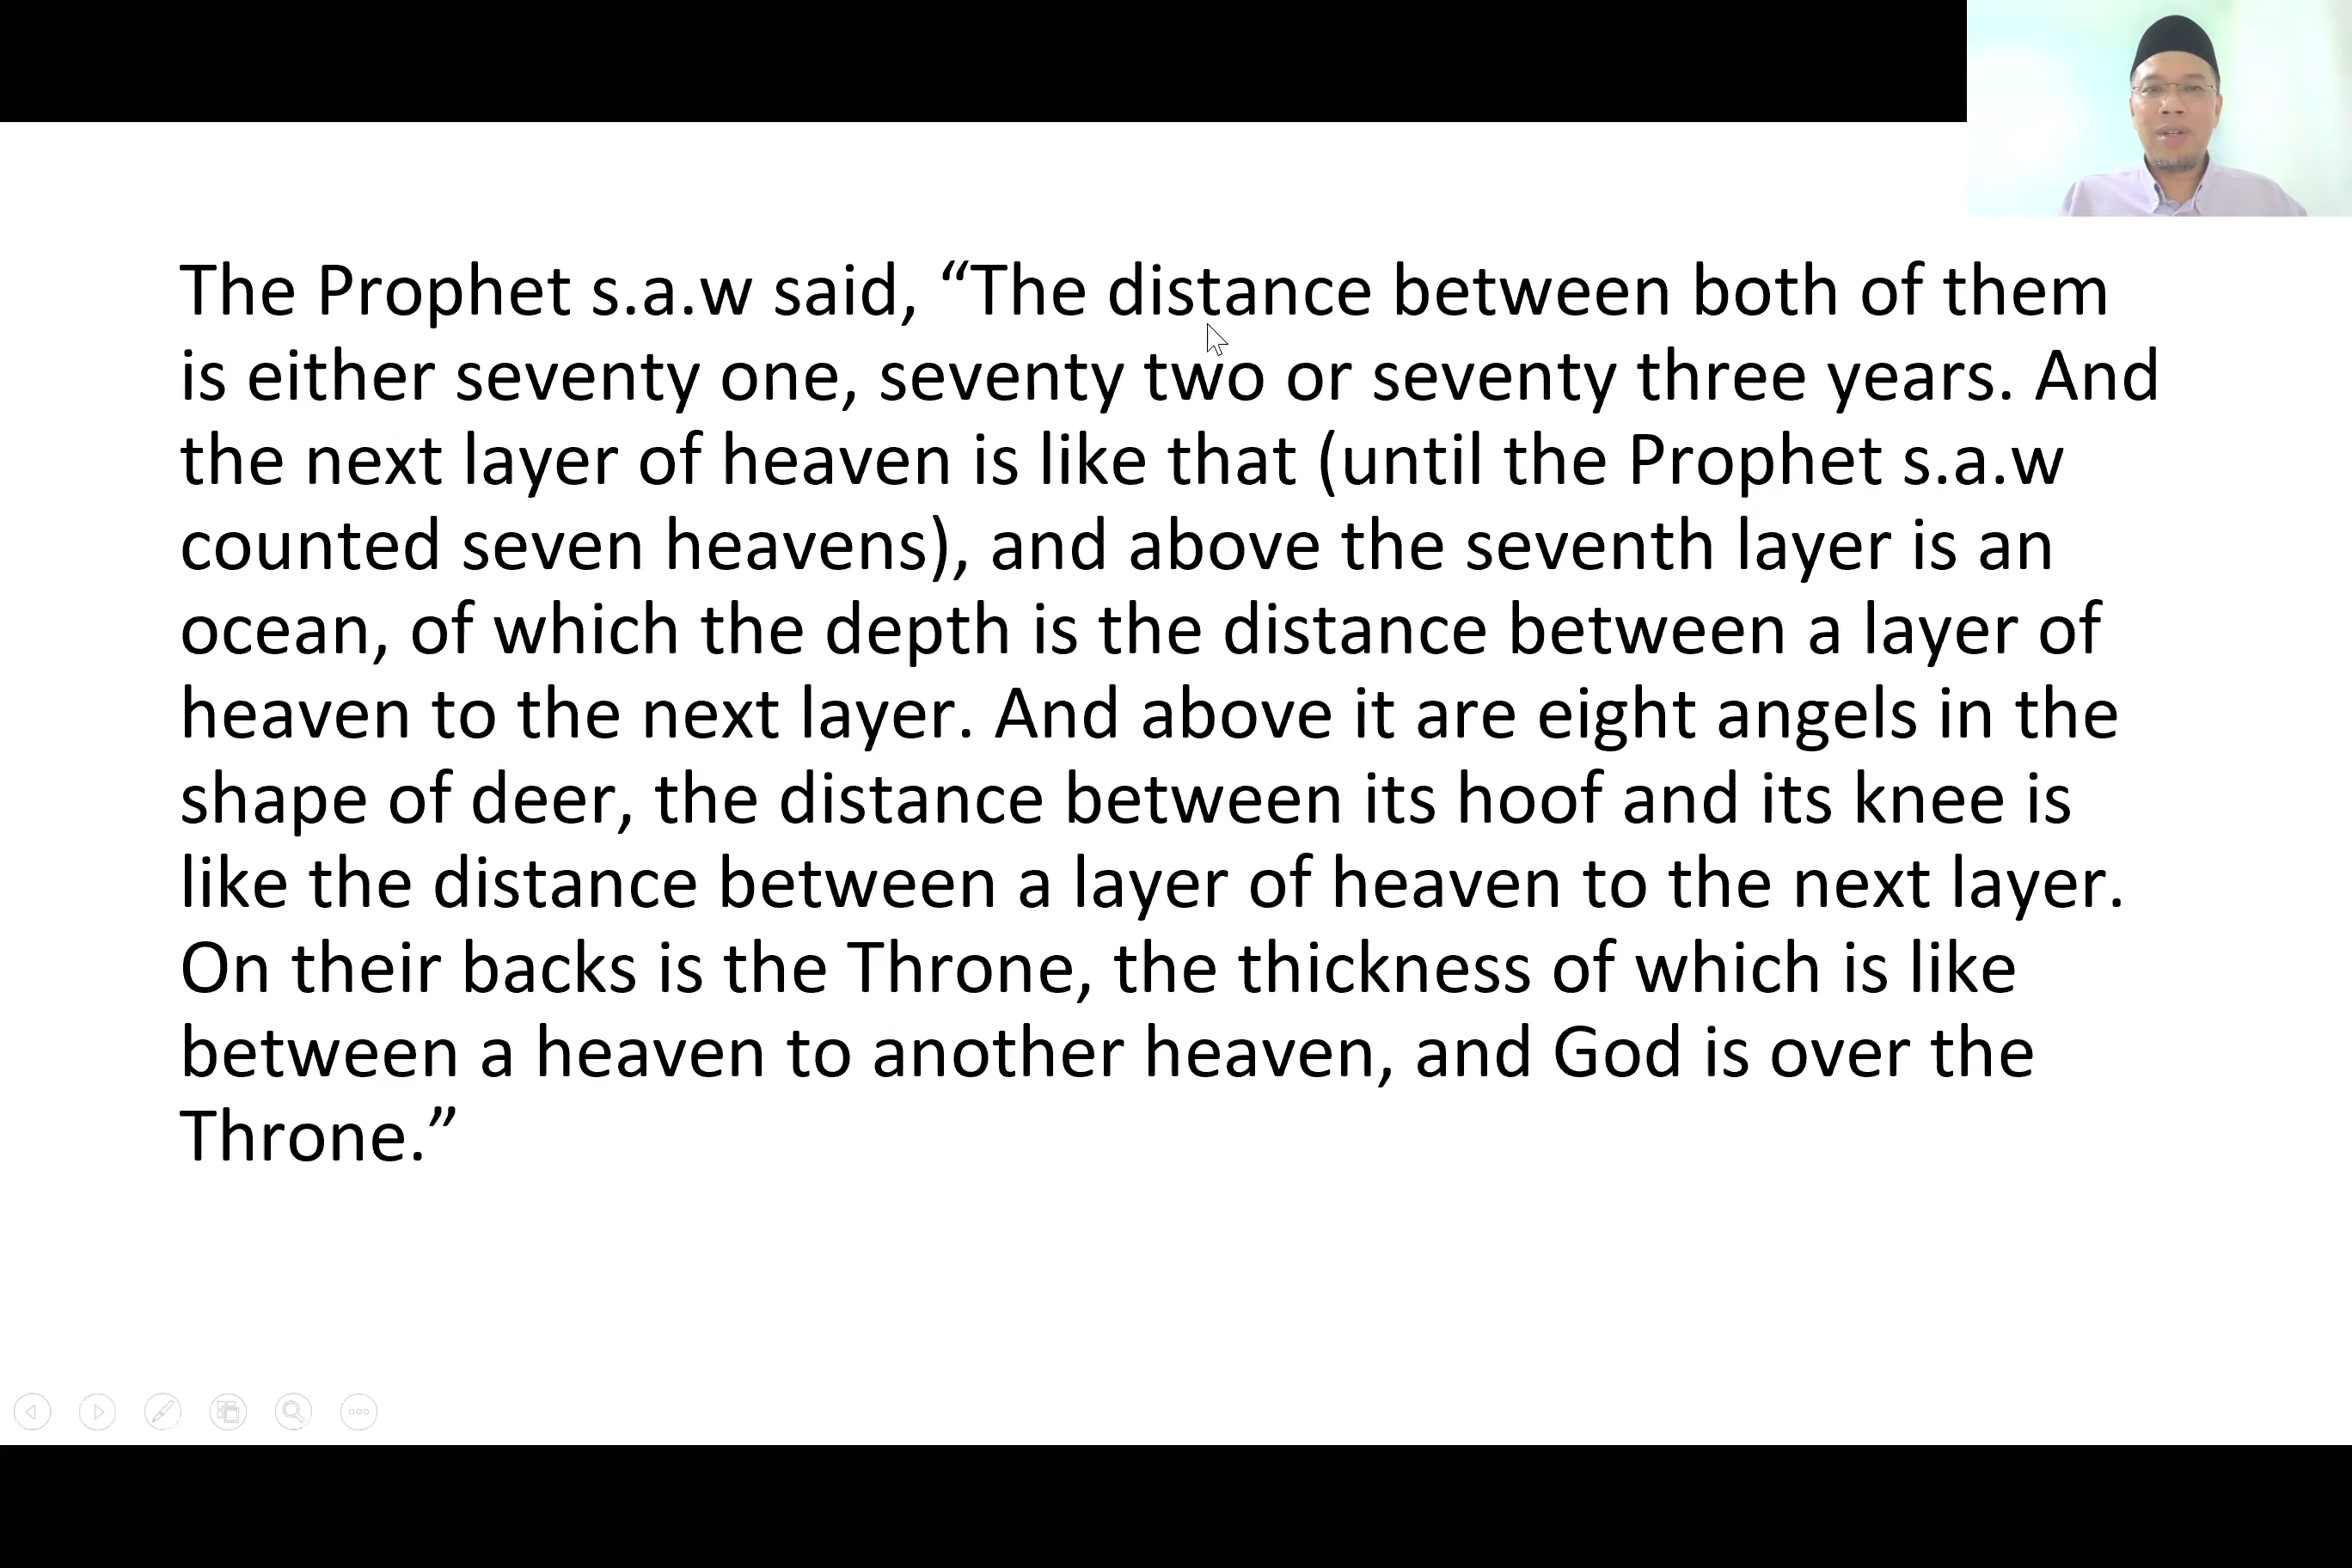 The Prophet s.a.w said, “The distance between both of them
is either seventy one, seventy two or seventy three years. And
the next layer of heaven is like that (until the Prophet s.a.w
counted seven heavens), and above the seventh layer is an
ocean, of which the depth is the distance between a layer of
heaven to the next layer. And above it are eight angels in the
shape of deer, the distance between its hoof and its knee is
like the distance between a layer of heaven to the next layer.
On their backs is the Throne, the thickness of which is like
between a heaven to another heaven, and God is over the
Throne.”